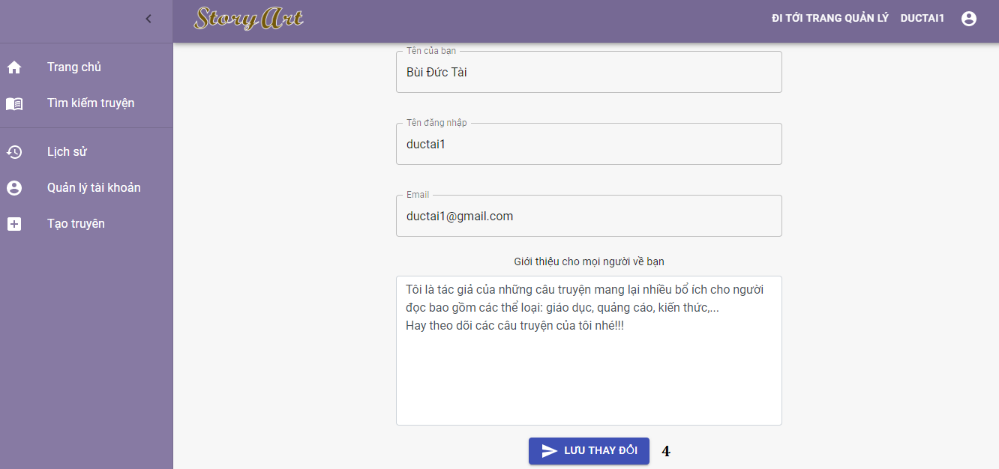 Story Art
ĐI TỚI TRANG QUẢN LÝ DUCTAI1
Trang chủ
Tìm kiếm truyện
Lịch sử
Quản lý tài khoản
Tạo truyên
Tên của bạn
Bùi Đức Tài
Tên đăng nhập
ductai1
Email
ductai1@gmail.com
Giới thiệu cho mọi người về bạn
Tôi là tác giả của những câu truyện mang lại nhiều bổ ích cho người
đọc bao gồm các thể loại: giáo dục, quảng cáo, kiến thức,...
Hay theo dõi các câu truyện của tôi nhé!!!
LƯU THAY ĐỔI 4